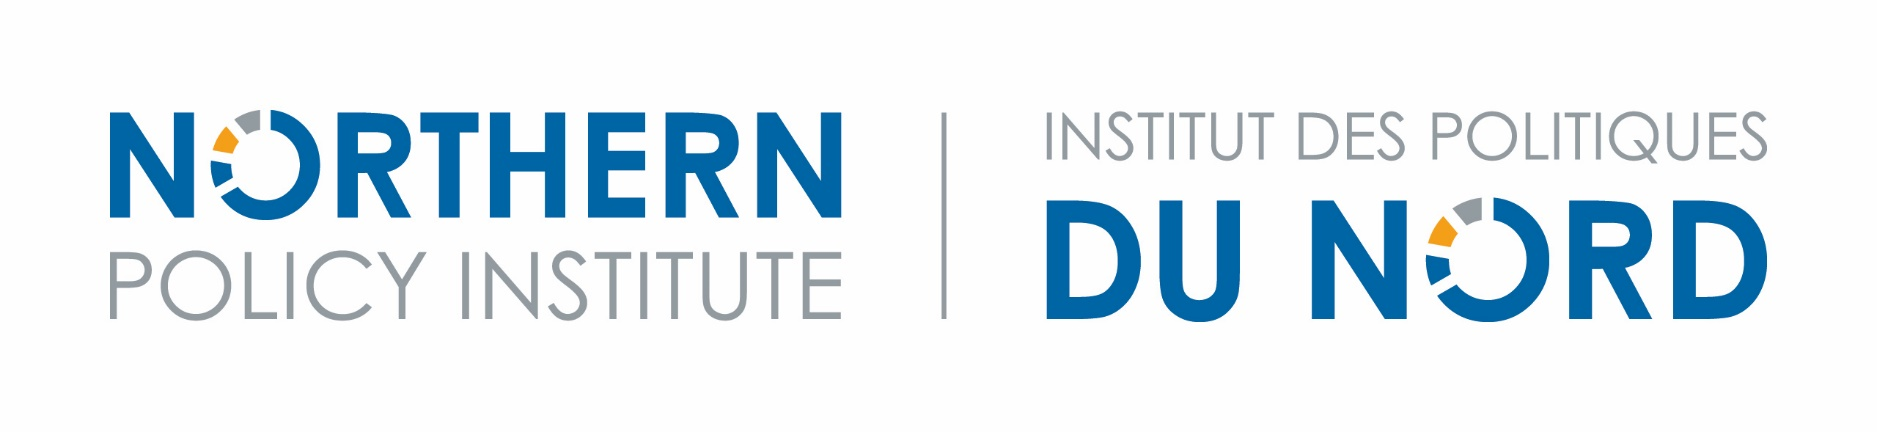 NORTHERN
POLICY INSTITUTE
INSTITUT DES POLITIQUES
DU NORD